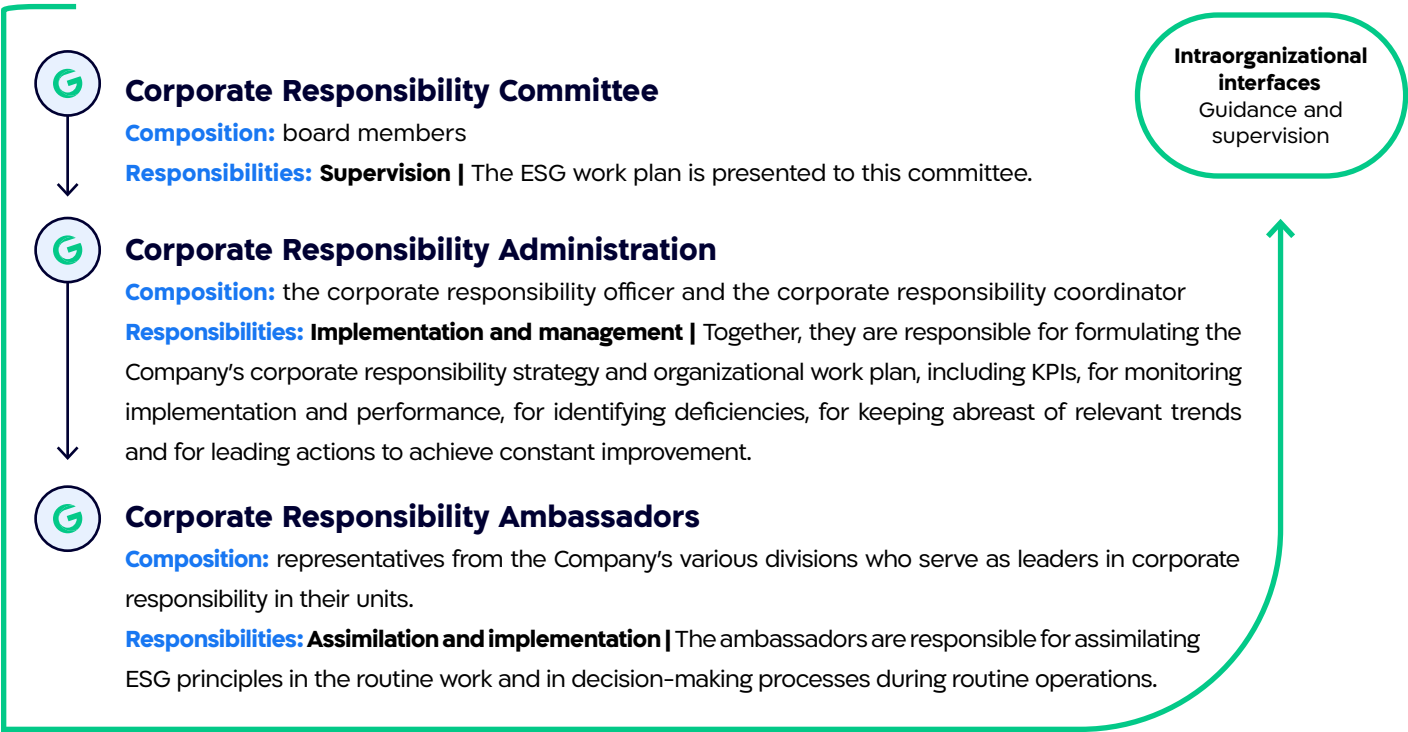 Corporate Responsibility Committee
Composition: board members
Responsibilities: Supervision | The ESG work plan is presented to this committee.
Intraorganizational
interfaces
Guidance and
supervision
Corporate Responsibility Administration
Composition: the corporate responsibility officer and the corporate responsibility coordinator
Responsibilities: Implementation and management | Together, they are responsible for formulating the
Company's corporate responsibility strategy and organizational work plan, including KPIs, for monitoring
implementation and performance, for identifying deficiencies, for keeping abreast of relevant trends
and for leading actions to achieve constant improvement.
Corporate Responsibility Ambassadors
Composition: representatives from the Company's various divisions who serve as leaders in corporate
responsibility in their units.
Responsibilities: Assimilation and implementation | The ambassadors are responsible for assimilating
ESG principles in the routine work and in decision-making processes during routine operations.